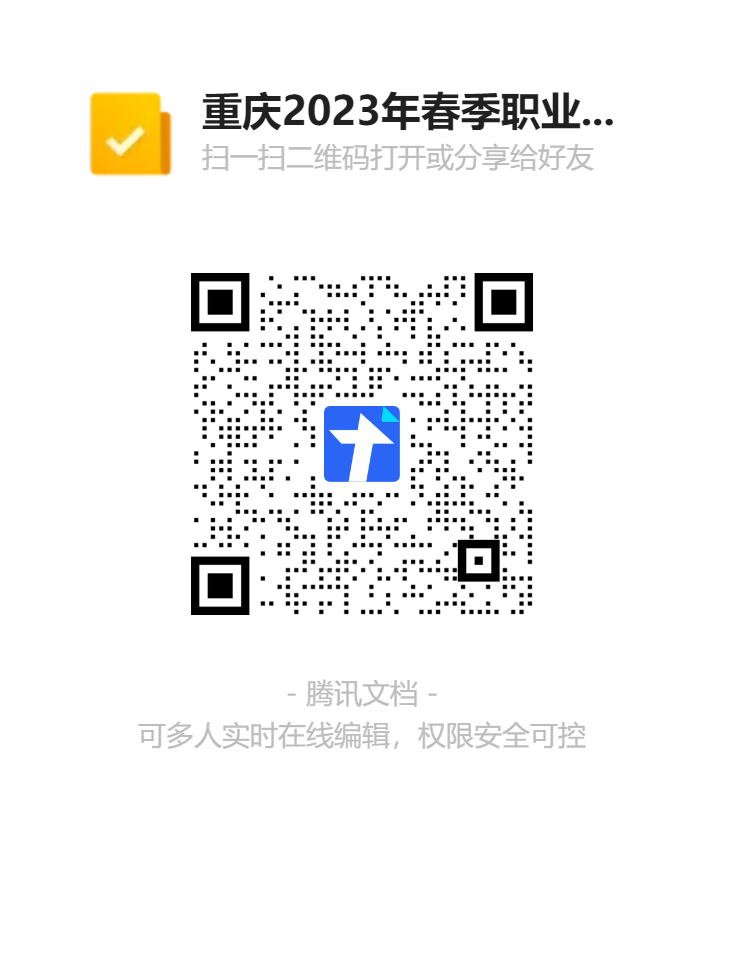 重庆2023年春季职业...
扫一扫二维码打开或分享给好友
- 腾讯文档 -
可多人实时在线编辑，权限安全可控